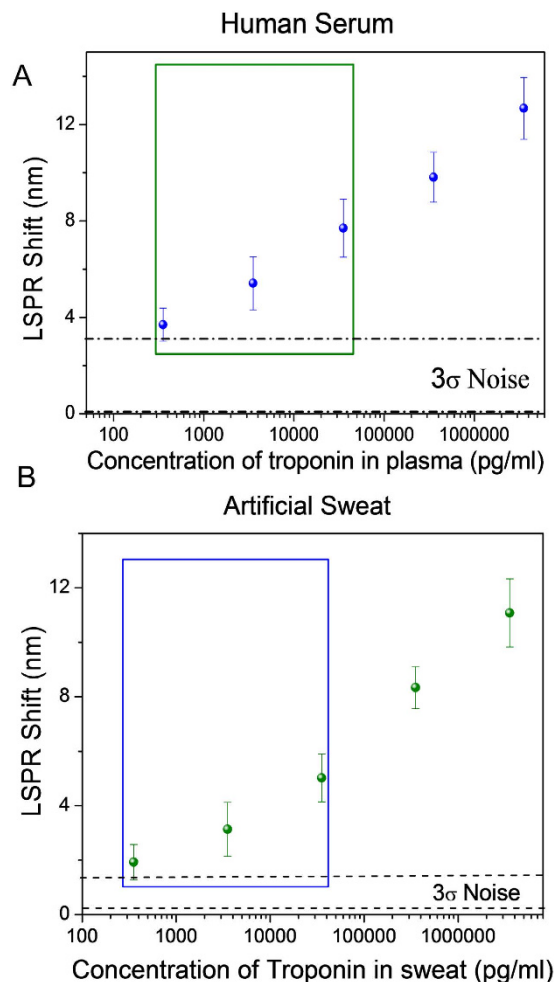 Human Serum
A
LSPR Shift (nm)
12
8
4
0
3σ Noise
100 1000 10000 100000 1000000
Concentration of troponin in plasma (pg/ml)
B
Artificial Sweat
LSPR Shift (nm)
12
8
4
0
3σ Noise
100 1000 10000 100000 1000000
Concentration of Troponin in sweat (pg/ml)